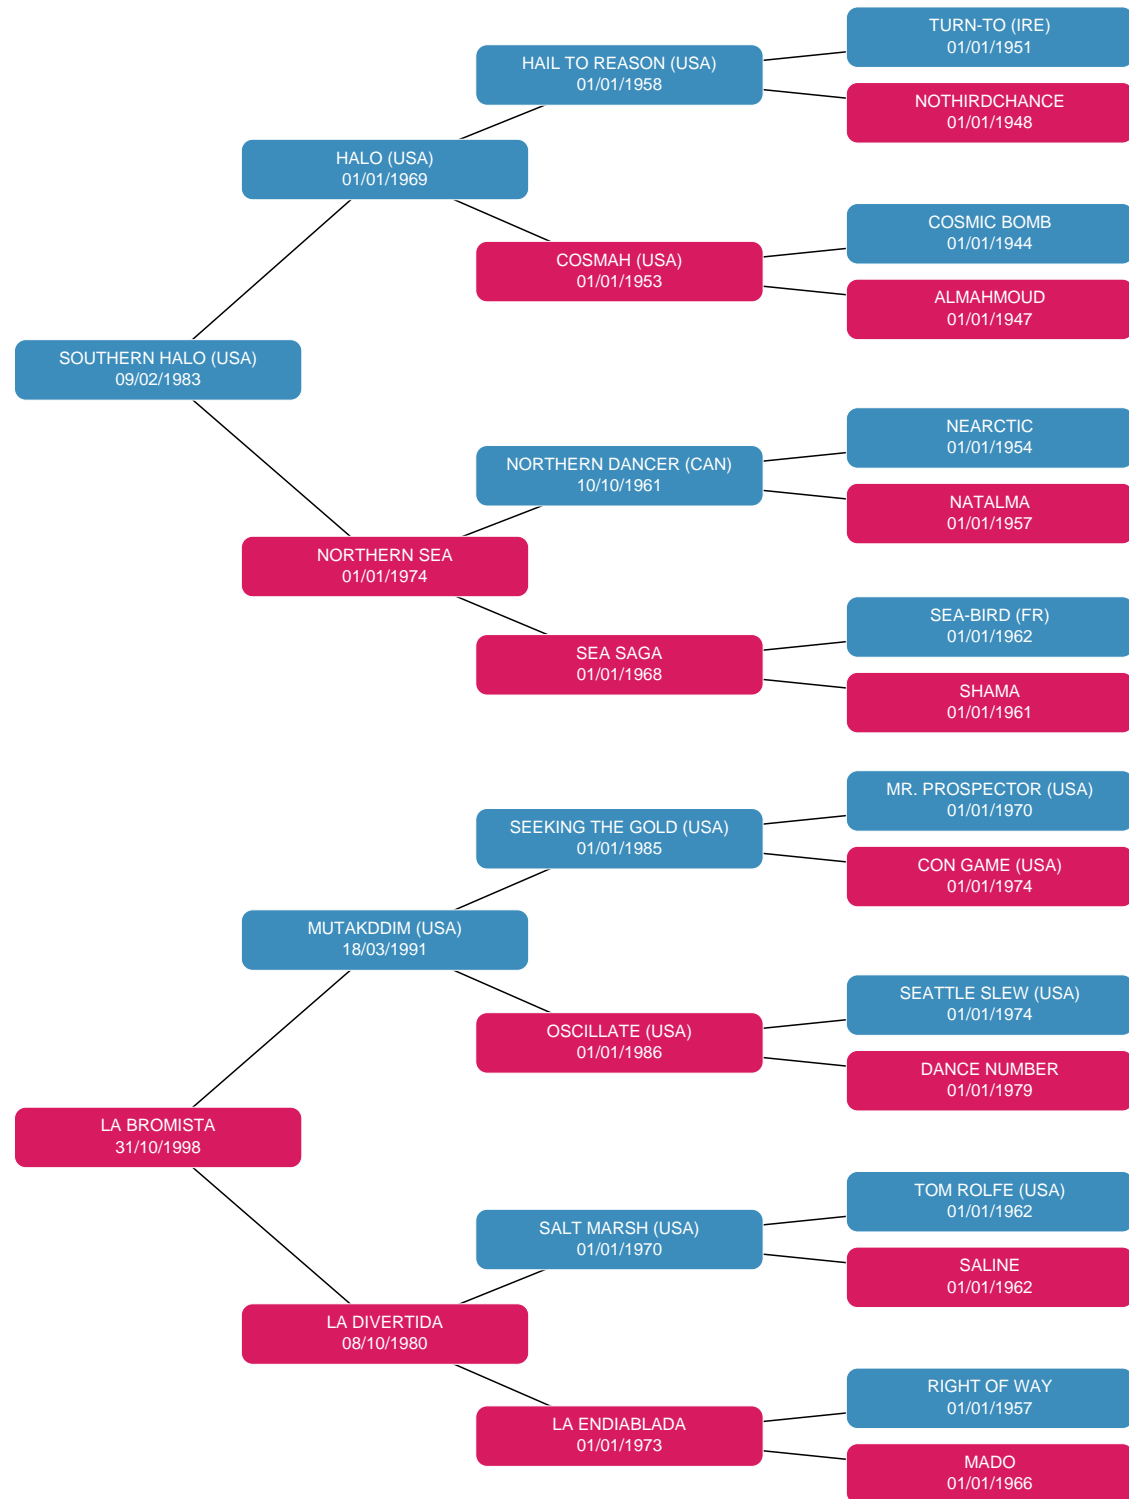 TURN-TO (IRE)
01/01/1951
HAIL TO REASON (USA)
01/01/1958
NOTHIRDCHANCE
01/01/1948
HALO (USA)
01/01/1969
COSMIC BOMB
01/01/1944
COSMAH (USA)
01/01/1953
ALMAHMOUD
01/01/1947
SOUTHERN HALO (USA)
09/02/1983
NEARCTIC
01/01/1954
NORTHERN DANCER (CAN)
10/10/1961
NATALMA
01/01/1957
NORTHERN SEA
01/01/1974
SEA-BIRD (FR)
01/01/1962
SEA SAGA
01/01/1968
SHAMA
01/01/1961
MR. PROSPECTOR (USA)
01/01/1970
SEEKING THE GOLD (USA)
01/01/1985
CON GAME (USA)
01/01/1974
MUTAKDDIM (USA)
18/03/1991
SEATTLE SLEW (USA)
01/01/1974
OSCILLATE (USA)
01/01/1986
DANCE NUMBER
01/01/1979
LA BROMISTA
31/10/1998
TOM ROLFE (USA)
01/01/1962
SALT MARSH (USA)
01/01/1970
SALINE
01/01/1962
LA DIVERTIDA
08/10/1980
RIGHT OF WAY
01/01/1957
LA ENDIABLADA
01/01/1973
MADO
01/01/1966